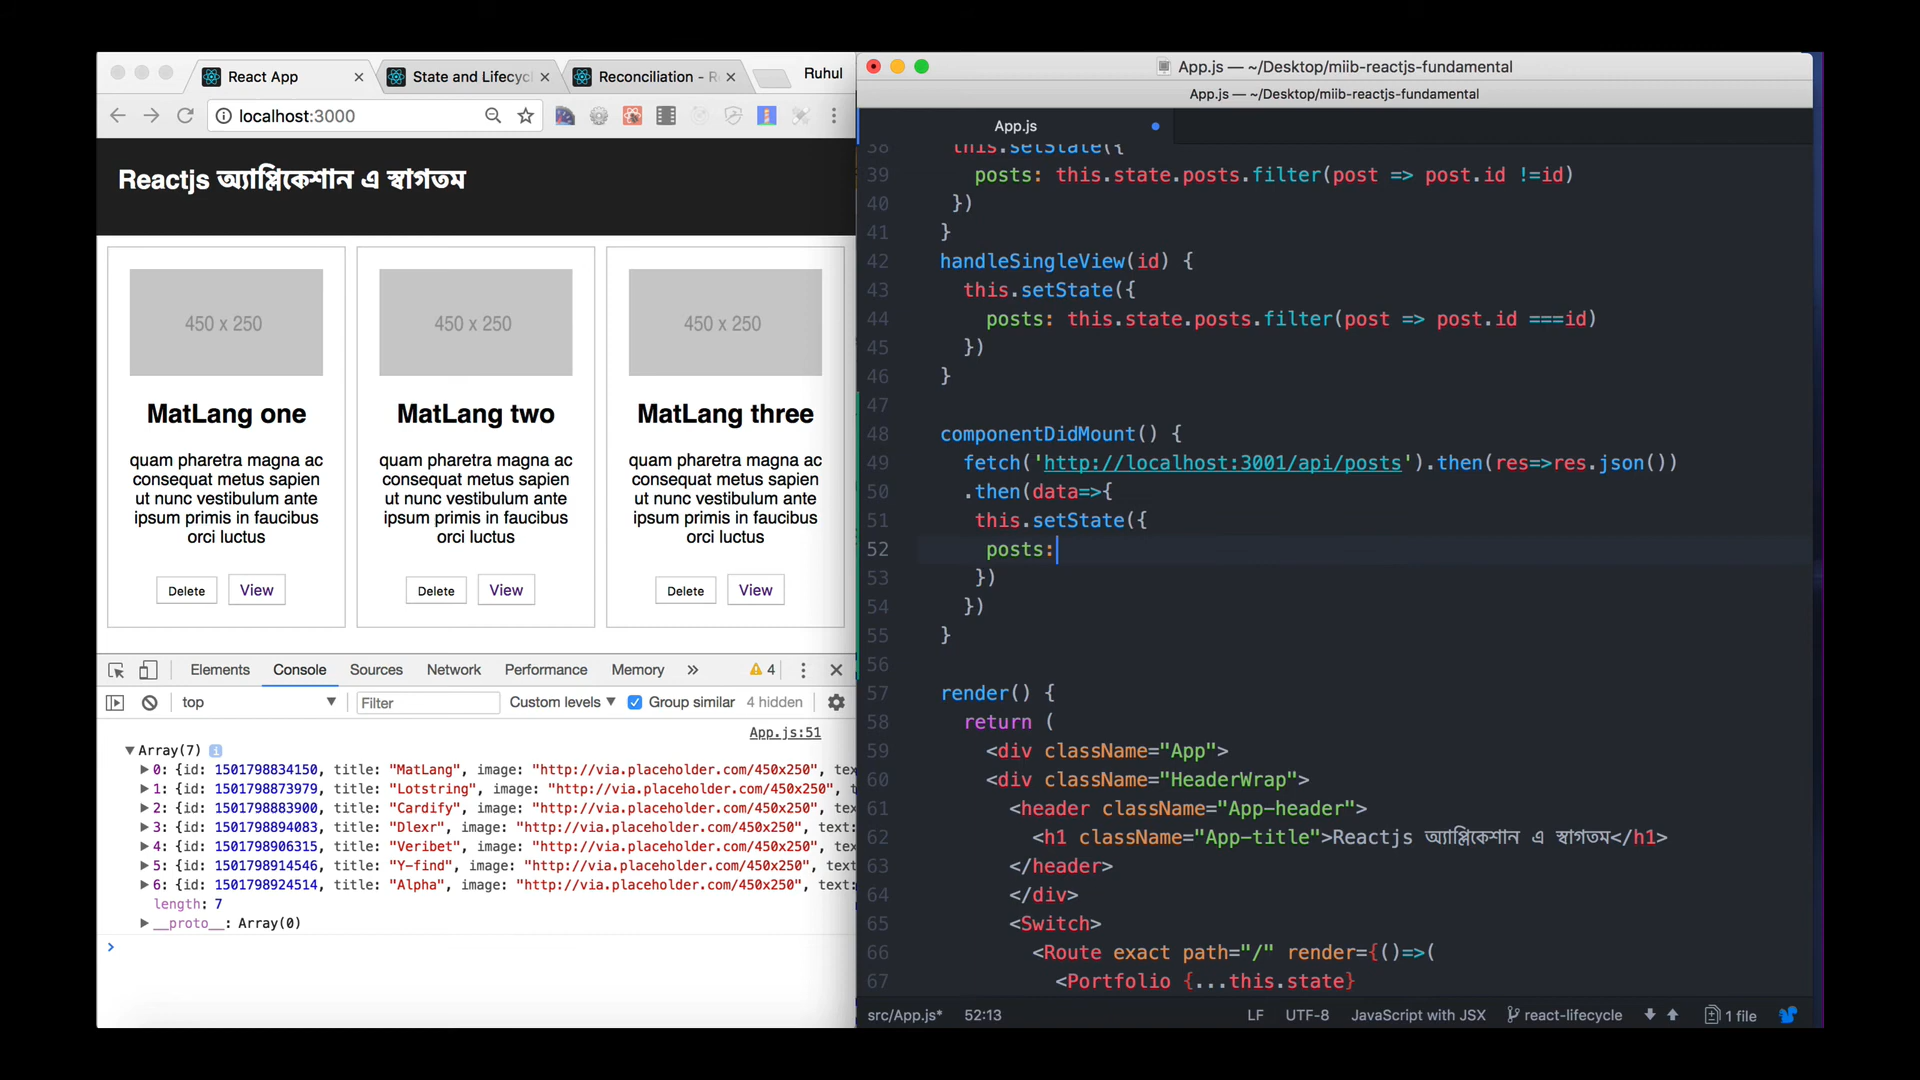 React App
State and Lifecyc
Reconciliation - R
Ruhul
localhost:3000
Reactjs অ্যাপ্লিকেশান এ স্বাগতম
450 x 250
450 x 250
450 x 250
MatLang one
MatLang two
MatLang three
quam pharetra magna ac
consequat metus sapien
ut nunc vestibulum ante
ipsum primis in faucibus
orci luctus
quam pharetra magna ac
consequat metus sapien
ut nunc vestibulum ante
ipsum primis in faucibus
orci luctus
quam pharetra magna ac
consequat metus sapien
ut nunc vestibulum ante
ipsum primis in faucibus
orci luctus
Delete View
Delete View
Delete View
Elements Console Sources Network Performance Memory » 4
top Filter Custom levels Group similar 4 hidden
App.js:51
Array(7)
0: {id: 1501798834150, title: "MatLang", image: "http://via.placeholder.com/450x250", tex
1: {id: 1501798873979, title: "Lotstring", image: "http://via.placeholder.com/450x250",
2: {id: 1501798883900, title: "Cardify", image: "http://via.placeholder.com/450x250", tex
3: {id: 1501798894083, title: "Dlexr", image: "http://via.placeholder.com/450x250", text:
4: {id: 1501798906315, title: "Veribet", image: "http://via.placeholder.com/450x250", tex
5: {id: 1501798914546, title: "Y-find", image: "http://via.placeholder.com/450x250", text
6: {id: 1501798924514, title: "Alpha", image: "http://via.placeholder.com/450x250", text:
length: 7
__proto__: Array(0)
>
App.js — ~/Desktop/miib-reactjs-fundamental
App.js — ~/Desktop/miib-reactjs-fundamental
App.js
38 this.setState({
39 posts: this.state.posts.filter(post => post.id !=id)
40 })
41 }
42 handleSingleView(id) {
43 this.setState({
44 posts: this.state.posts.filter(post => post.id ===id)
45 })
46 }
47
48 componentDidMount() {
49 fetch('http://localhost:3001/api/posts').then(res=>res.json())
50 .then(data=>{
51 this.setState({
52 posts:
53 })
54 })
55 }
56
57 render() {
58 return (
59 <div className="App">
60 <div className="HeaderWrap">
61 <header className="App-header">
62 <h1 className="App-title">Reactjs অ্যাপ্লিকেশান এ স্বাগতম</h1>
63 </header>
64 </div>
65 <Switch>
66 <Route exact path="/" render={()=>(
67 <Portfolio {...this.state}
src/App.js* 52:13 LF UTF-8 JavaScript with JSX react-lifecycle 1 file